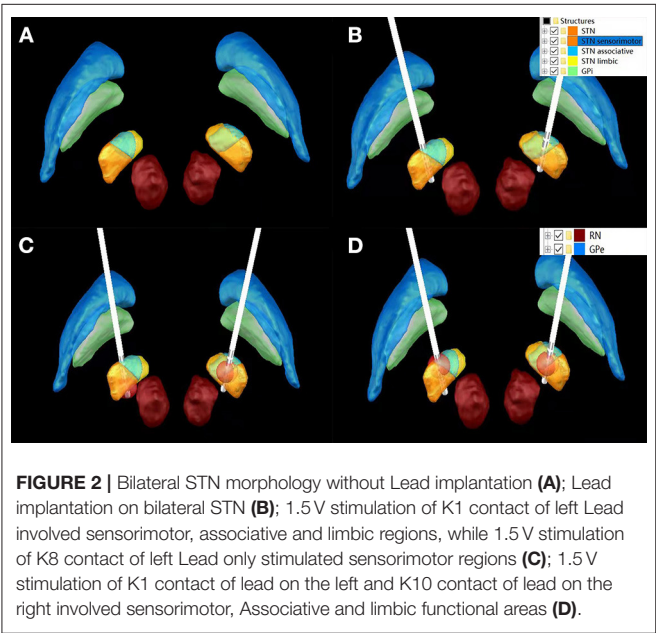 A
B
Structures
STN
STN sensorimotor
STN associative
STN limbic
GPi
C
D
RN
GPe
FIGURE 2 | Bilateral STN morphology without Lead implantation (A); Lead
implantation on bilateral STN (B); 1.5 V stimulation of K1 contact of left Lead
involved sensorimotor, associative and limbic regions, while 1.5 V stimulation
of K8 contact of left Lead only stimulated sensorimotor regions (C); 1.5 V
stimulation of K1 contact of lead on the left and K10 contact of lead on the
right involved sensorimotor, Associative and limbic functional areas (D).